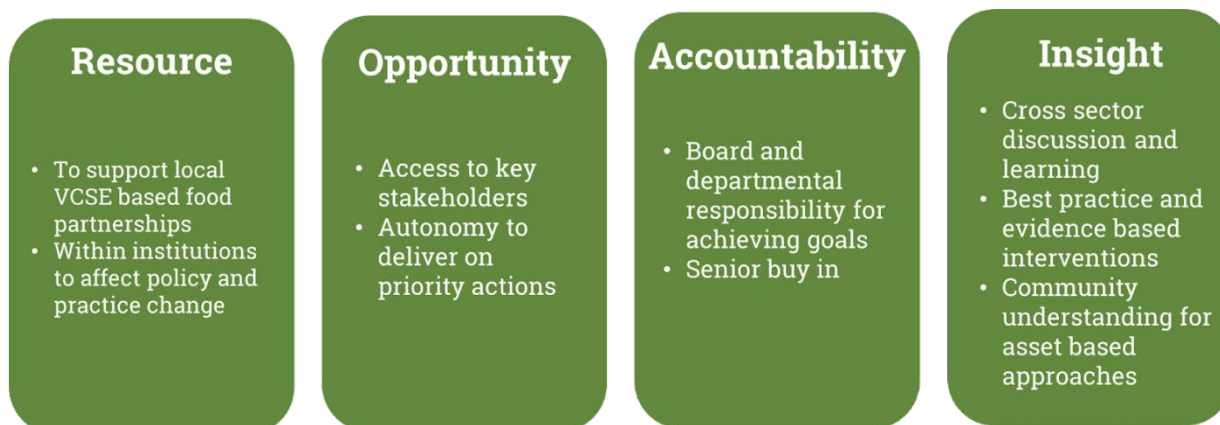 Resource
• To support local
VCSE based food
partnerships
• Within institutions
to affect policy and
practice change
Opportunity
• Access to key
stakeholders
• Autonomy to
deliver on
priority actions
Accountability
• Board and
departmental
responsibility for
achieving goals
• Senior buy in
Insight
• Cross sector
discussion and
learning
• Best practice and
evidence based
interventions
• Community
understanding for
asset based
approaches